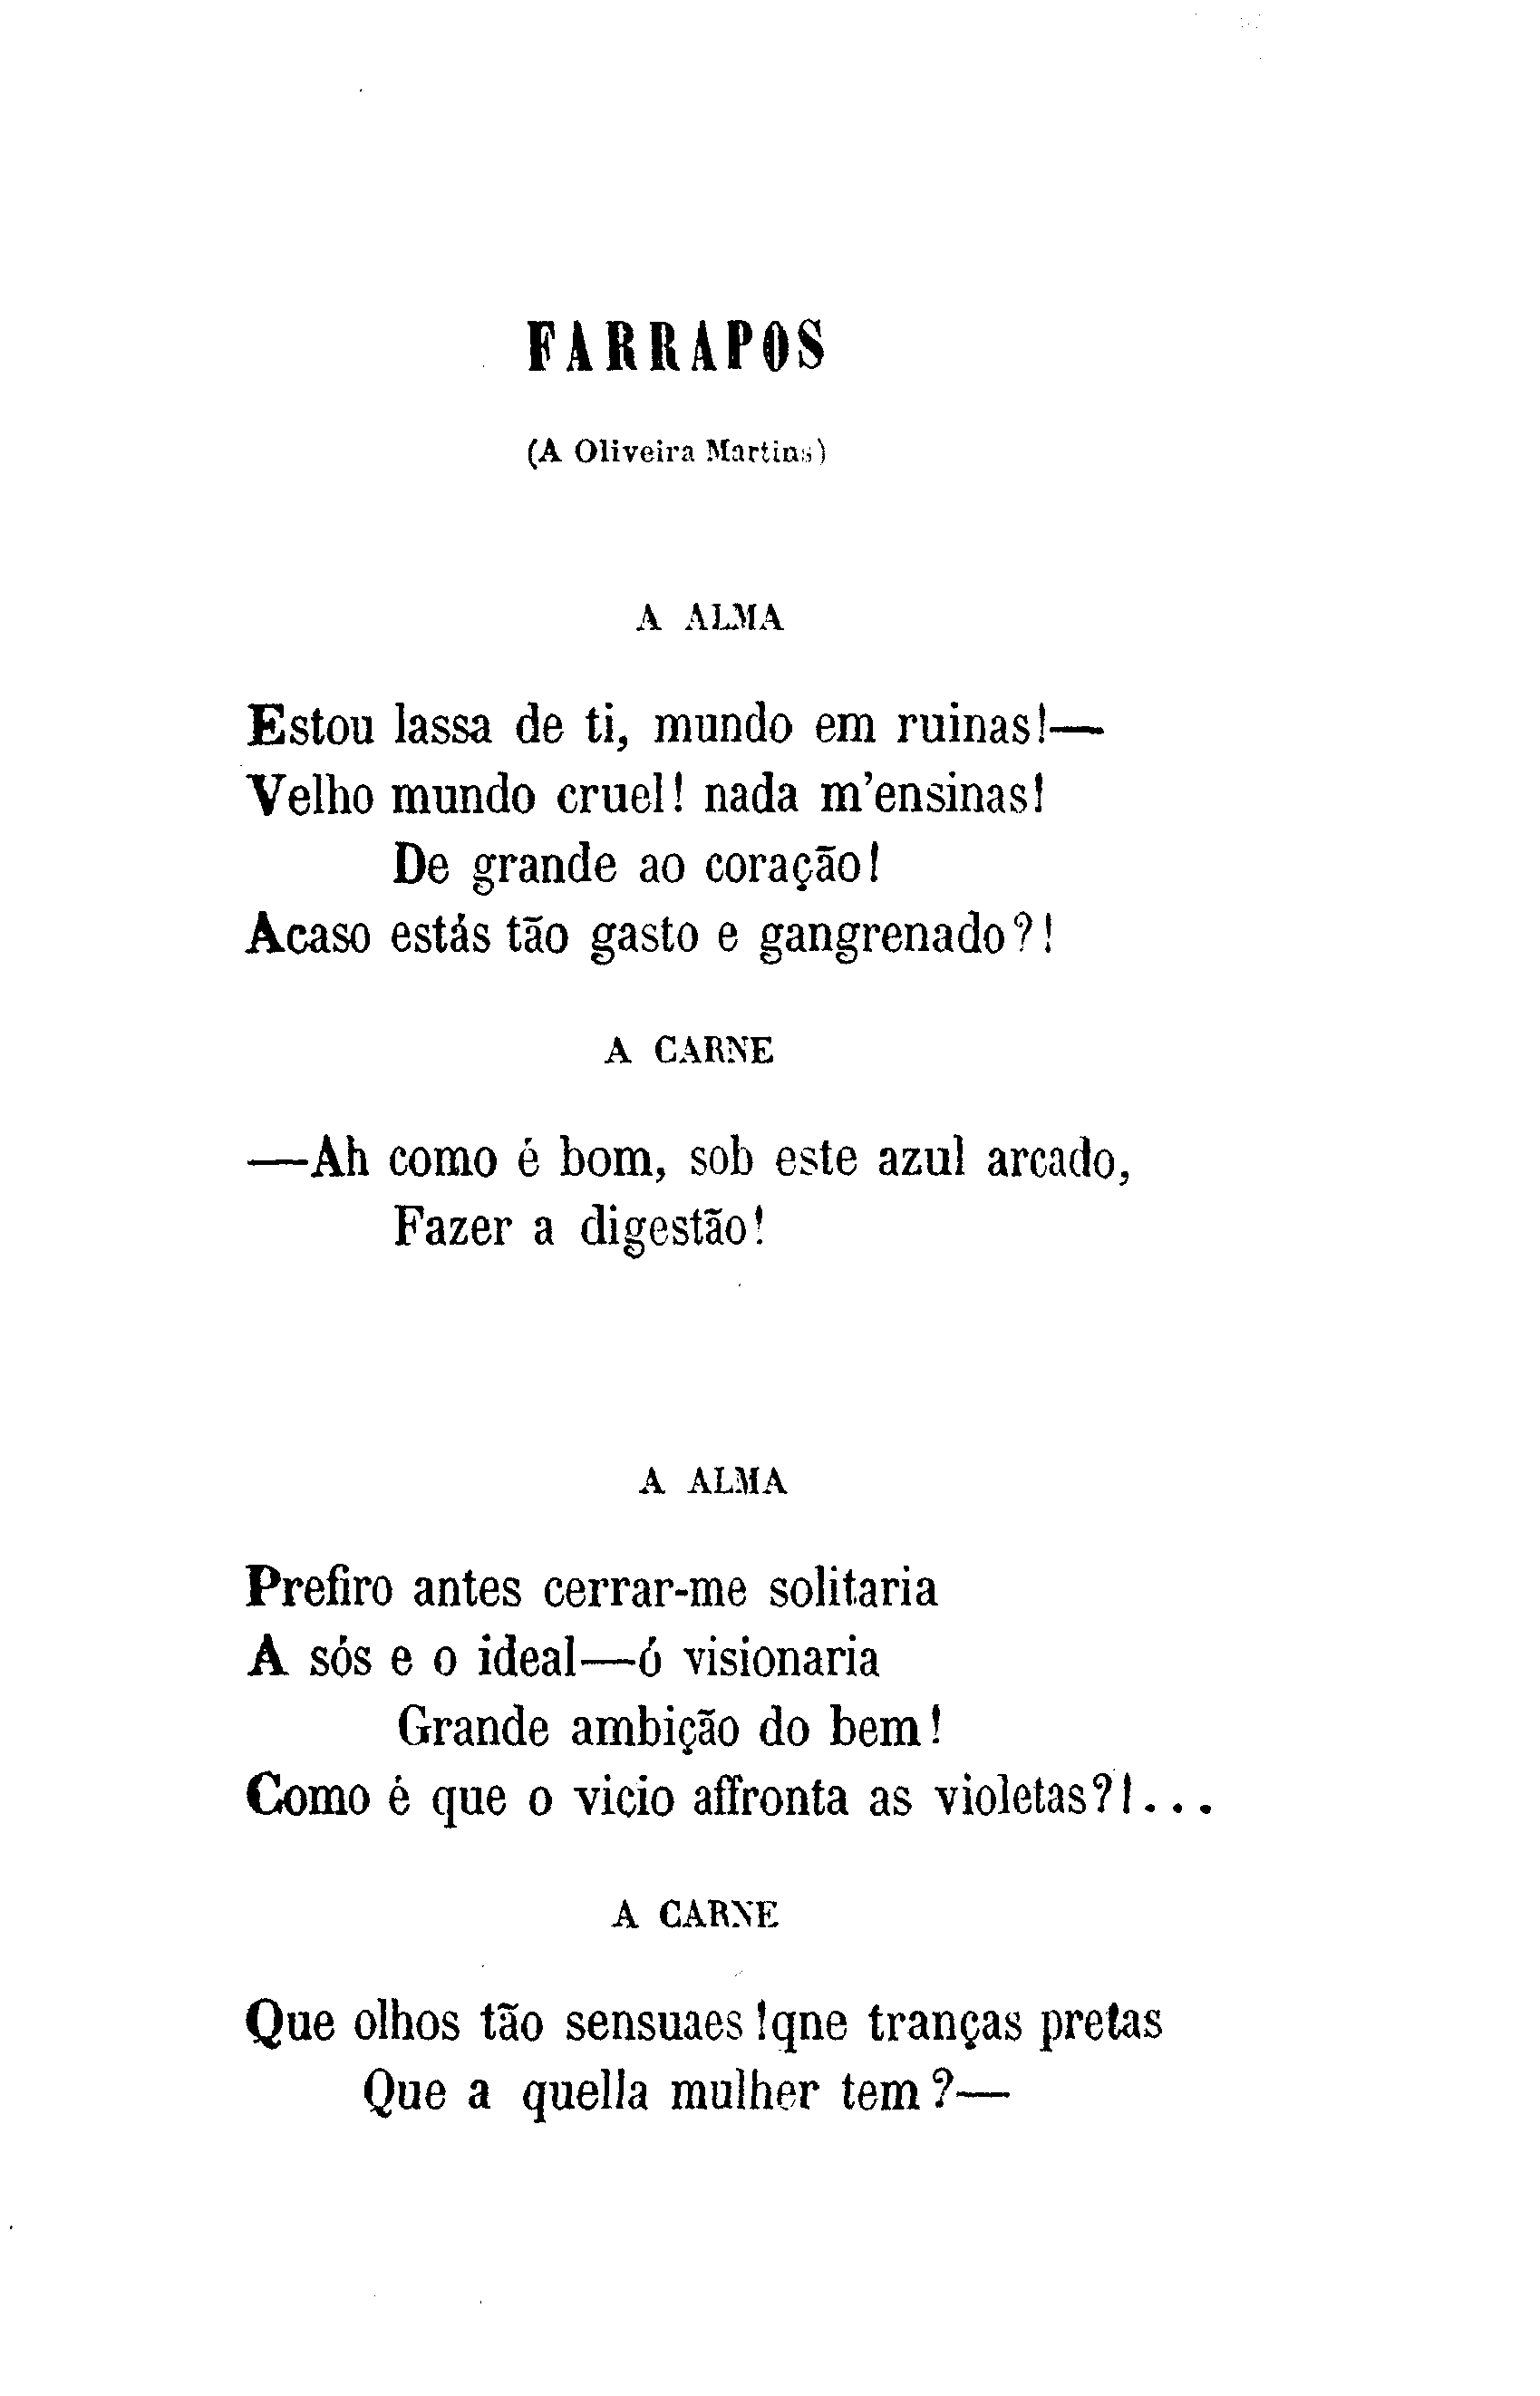 FARRAPOS
(A Oliveira Martins)
A ALMA
Estou lassa de ti, mundo em ruinas!—
Velho mundo cruel! nada m'ensinas!
De grande ao coração!
Acaso estás tão gasto e gangrenado?!
A CARNE
—Ah como é bom, sob este azul arcado,
Fazer a digestão!
A ALMA
Prefiro antes cerrar-me solitaria
A sós e o ideal—ó visionaria
Grande ambição do bem!
Como é que o vicio affronta as violetas?!...
A CARNE
Que olhos tão sensuaes!qne tranças pretas
Que a quella mulher tem?—